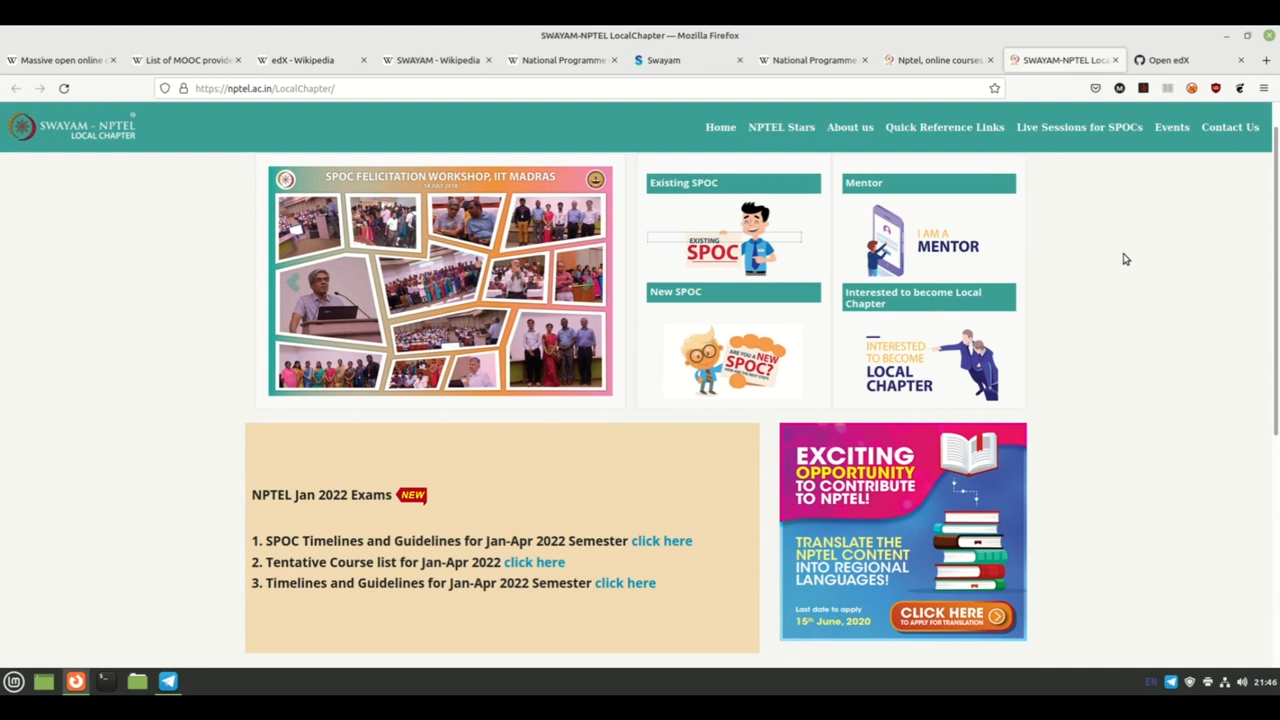 SWAYAM-NPTEL LocalChapter — Mozilla Firefox
Massive open online c
List of MOOC provide
edX - Wikipedia
SWAYAM - Wikipedia
National Programme
Swayam
National Programme
Nptel, online courses
SWAYAM-NPTEL Loca
Open edX
https://nptel.ac.in/LocalChapter/
SWAYAM - NPTEL
LOCAL CHAPTER
Home
NPTEL Stars
About us
Quick Reference Links
Live Sessions for SPOCs
Events
Contact Us
SPOC FELICITATION WORKSHOP, IIT MADRAS
14 JULY 2018
Existing SPOC
EXISTING
SPOC
New SPOC
ARE YOU A NEW
SPOC?
Mentor
I AM A
MENTOR
Interested to become Local
Chapter
INTERESTED
TO BECOME
LOCAL
CHAPTER
NPTEL Jan 2022 Exams NEW
1. SPOC Timelines and Guidelines for Jan-Apr 2022 Semester click here
2. Tentative Course list for Jan-Apr 2022 click here
3. Timelines and Guidelines for Jan-Apr 2022 Semester click here
EXCITING
OPPORTUNITY
TO CONTRIBUTE
TO NPTEL!
TRANSLATE THE
NPTEL CONTENT
INTO REGIONAL
LANGUAGES!
Last date to apply
15th June, 2020
CLICK HERE
TO APPLY FOR TRANSLATION
EN
21:46